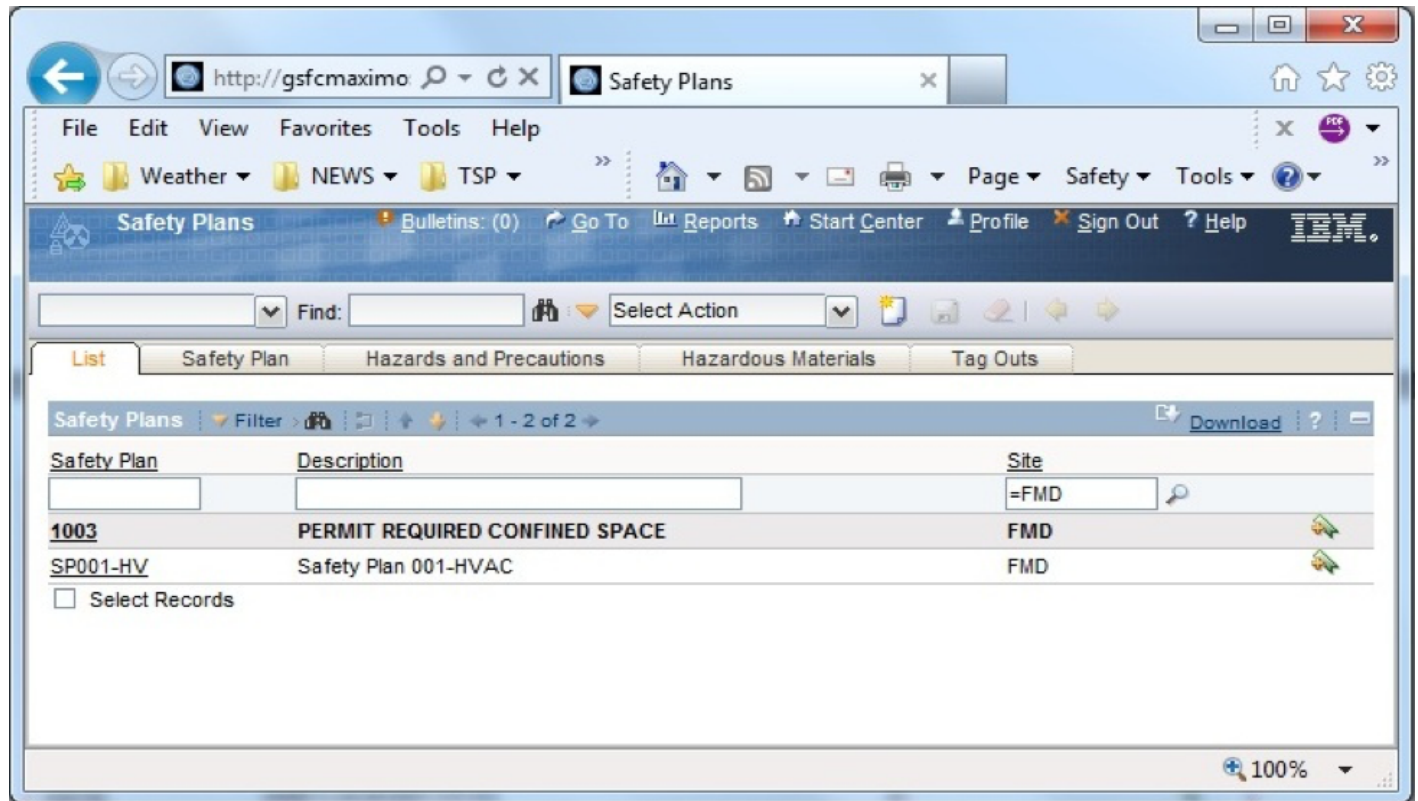 http://gsfcmaximo: Safety Plans
File Edit View Favorites Tools Help
PDF
Weather NEWS TSP Page Safety Tools
Safety Plans Bulletins: (0) Go To Reports Start Center Profile Sign Out ? Help IBM.
Find: Select Action
List Safety Plan Hazards and Precautions Hazardous Materials Tag Outs
Safety Plans Filter 1 - 2 of 2 Download ?
Safety Plan Description Site
=FMD
1003 PERMIT REQUIRED CONFINED SPACE FMD
SP001-HV Safety Plan 001-HVAC FMD
Select Records
100%